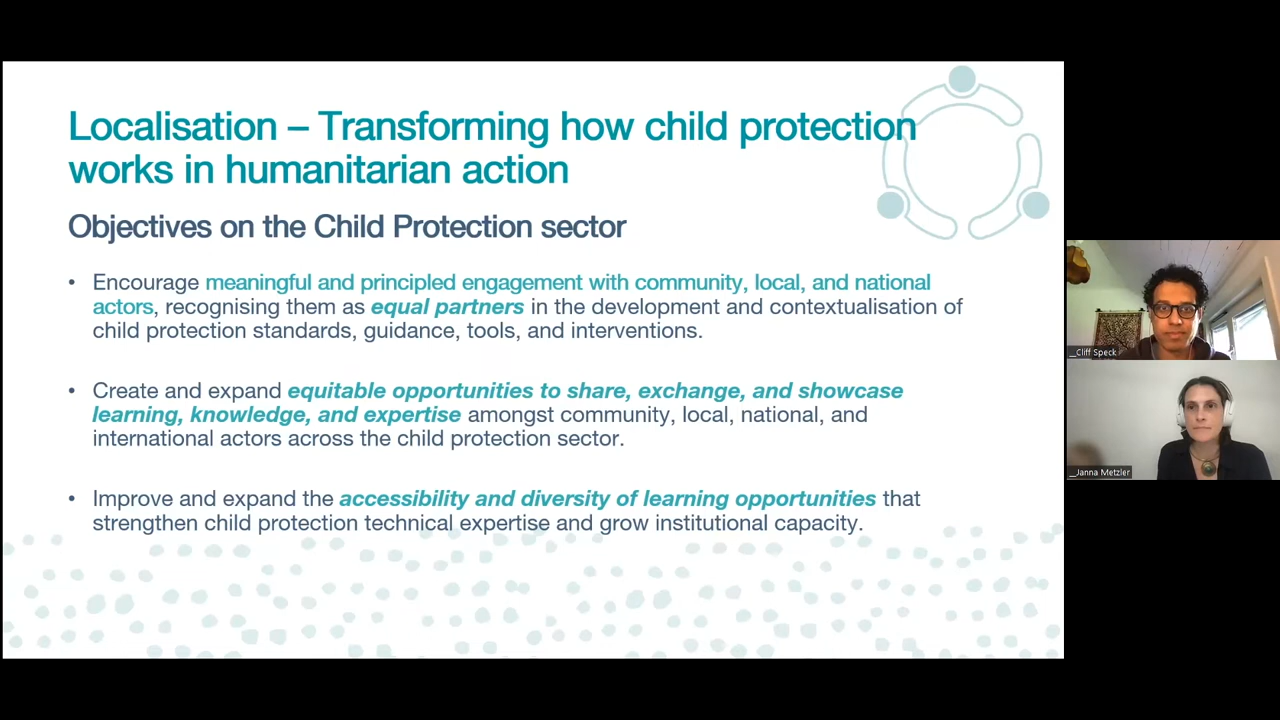 Localisation – Transforming how child protection
works in humanitarian action
Objectives on the Child Protection sector
• Encourage meaningful and principled engagement with community, local, and national
actors, recognising them as equal partners in the development and contextualisation of
child protection standards, guidance, tools, and interventions.
• Create and expand equitable opportunities to share, exchange, and showcase
learning, knowledge, and expertise amongst community, local, national, and
international actors across the child protection sector.
• Improve and expand the accessibility and diversity of learning opportunities that
strengthen child protection technical expertise and grow institutional capacity.
__Cliff Speck
__Janna Metzler